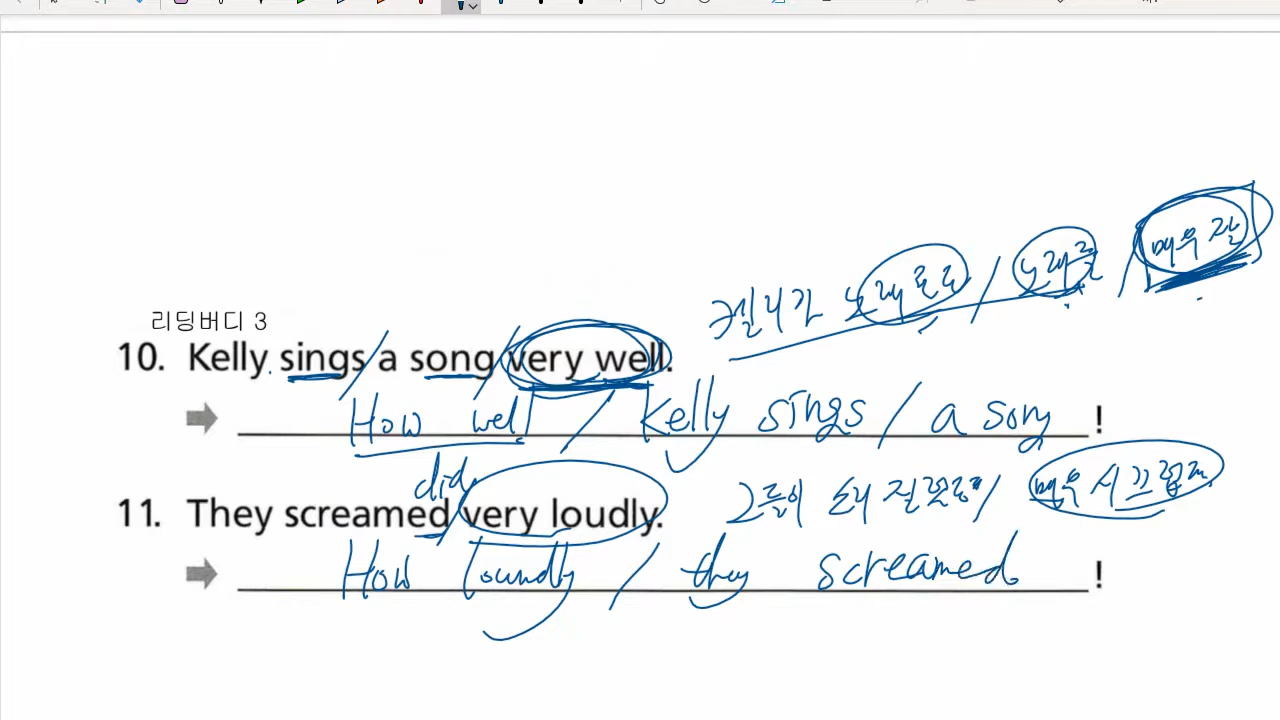 켈리가 노래 부른다 / 노래를 / 매우 잘
리딩버디 3
10. Kelly sings a song very well.
How well / Kelly sings / a song !
did
11. They screamed very loudly.
그들이 소리 질렀다 / 매우 시끄럽게
How loundly / they screamed !